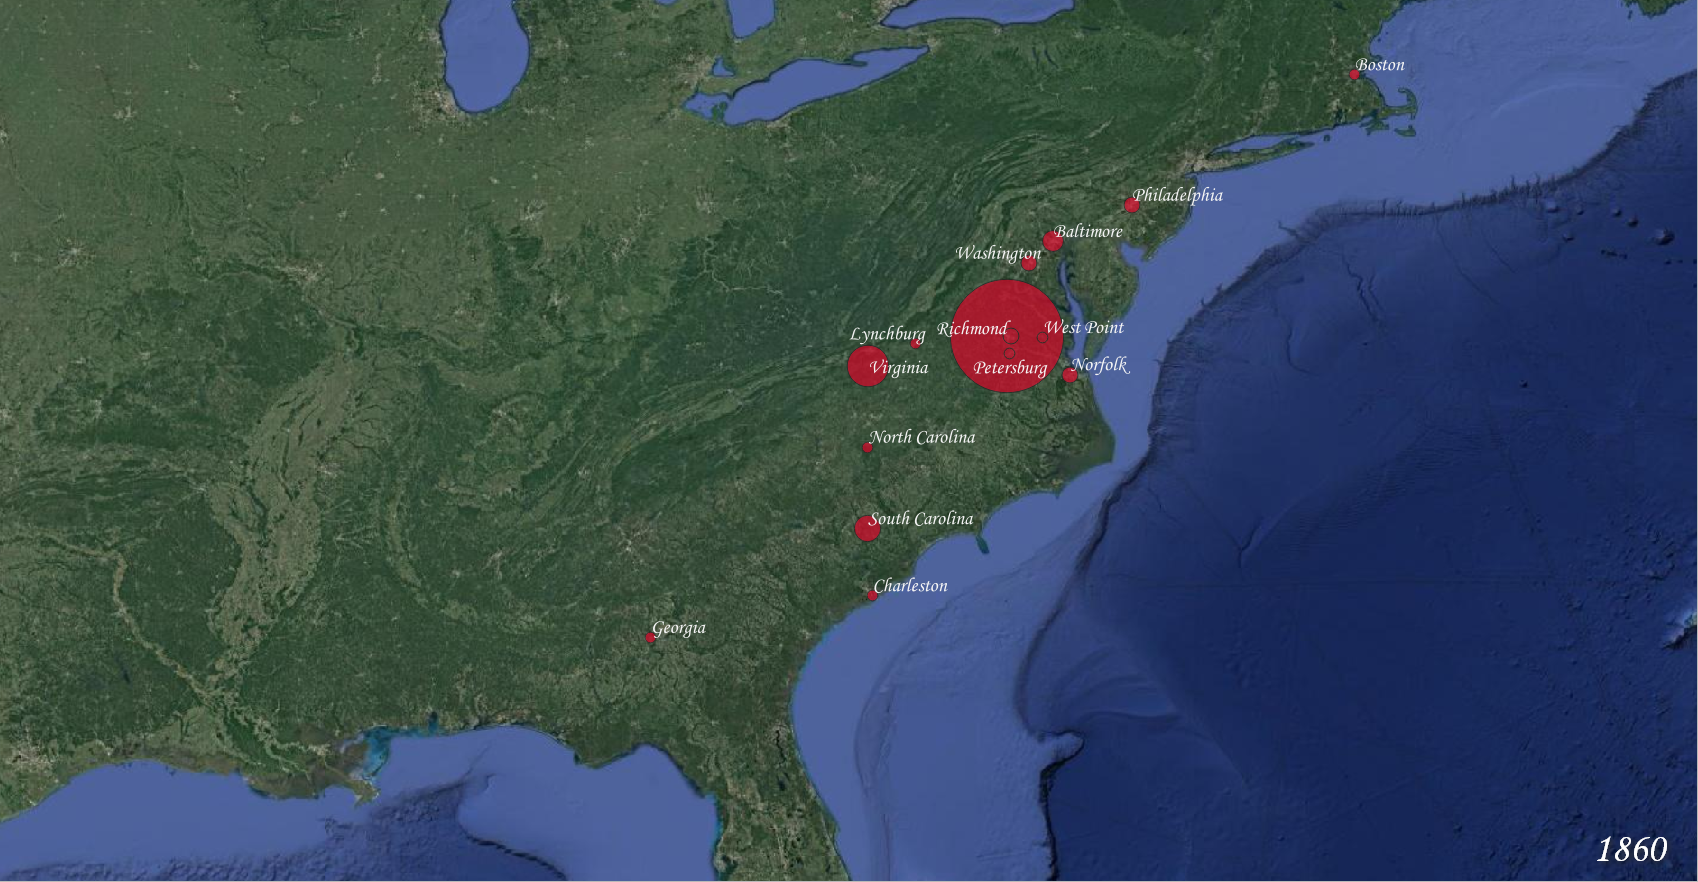 Boston
Philadelphia
Baltimore
Washington
Lynchburg
Richmond
West Point
Virginia
Petersburg
Norfolk
North Carolina
South Carolina
Charleston
Georgia
1860